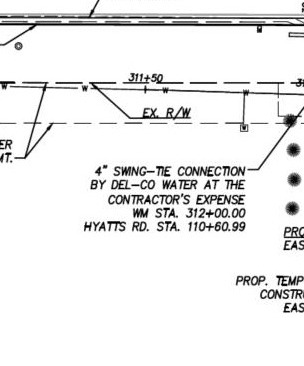 311+50
W
W
W
W
W
EX. R/W
ER
MT.
4" SWING-TIE CONNECTION
BY DEL-CO WATER AT THE
CONTRACTOR'S EXPENSE
WM STA. 312+00.00
HYATTS RD. STA. 110+60.99
PRO
EAS
PROP. TEMP
CONSTRU
EAS